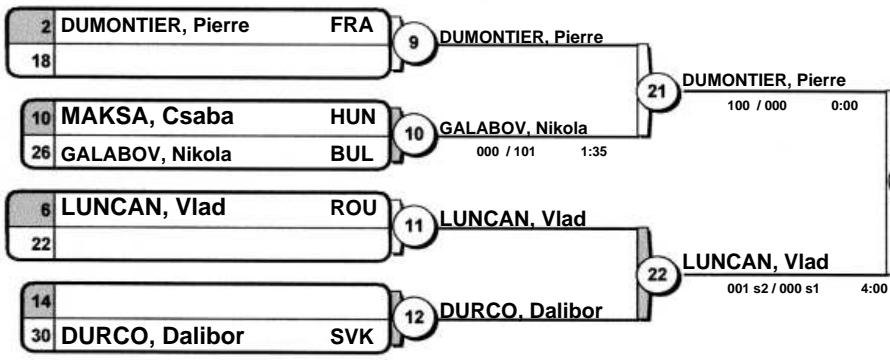 2 DUMONTIER, Pierre FRA
18
9 DUMONTIER, Pierre
10 MAKSA, Csaba HUN
26 GALABOV, Nikola BUL
10 GALABOV, Nikola
000 / 101 1:35
21 DUMONTIER, Pierre
100 / 000 0:00
6 LUNCAN, Vlad ROU
22
11 LUNCAN, Vlad
14
30 DURCO, Dalibor SVK
12 DURCO, Dalibor
22 LUNCAN, Vlad
001 s2 / 000 s1 4:00